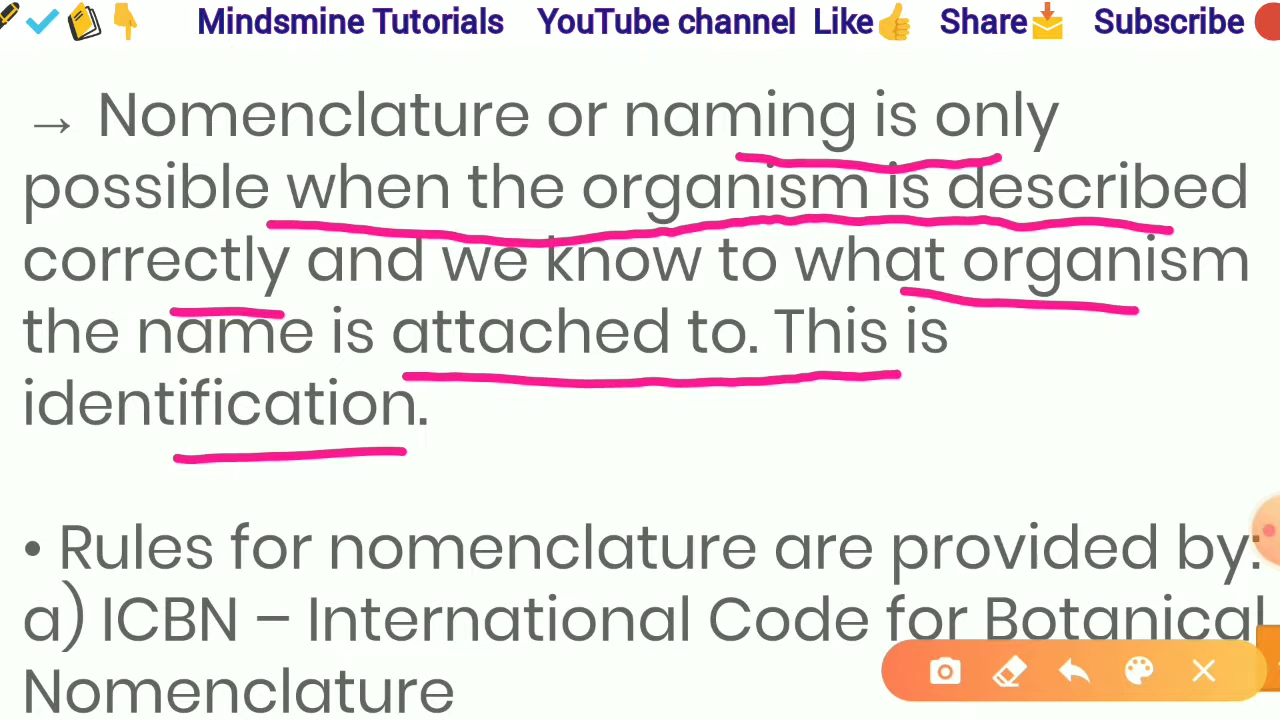 Mindsmine Tutorials YouTube channel Like Share Subscribe
→ Nomenclature or naming is only
possible when the organism is described
correctly and we know to what organism
the name is attached to. This is
identification.
• Rules for nomenclature are provided by:
a) ICBN – International Code for Botanical
Nomenclature